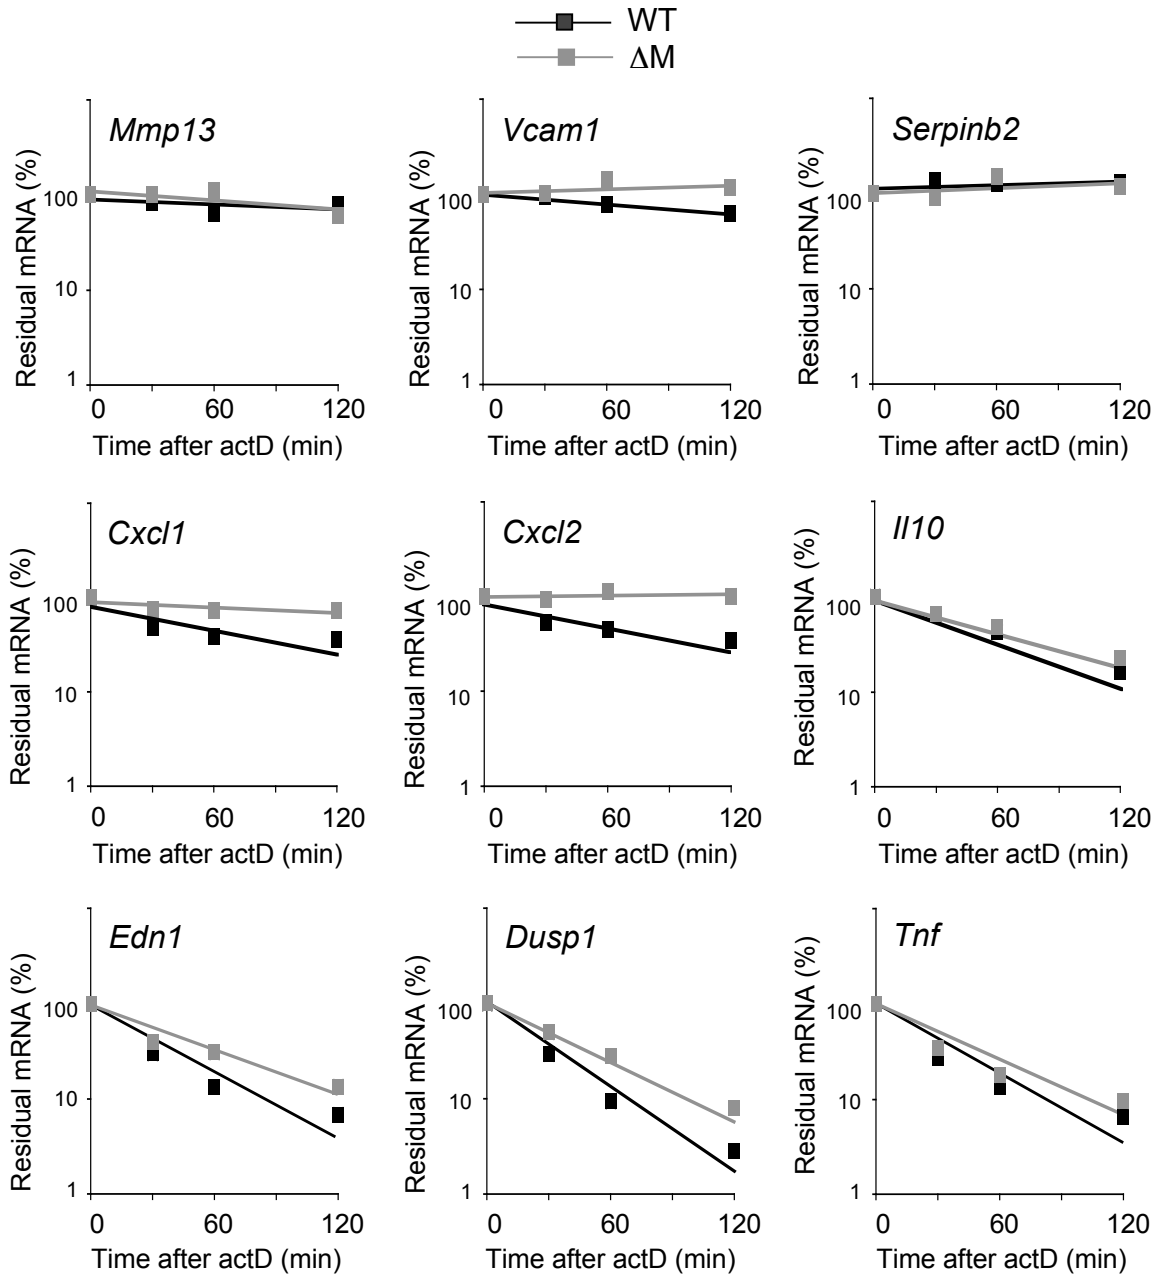 WT
ΔM
Mmp13
Residual mRNA (%)
100
10
1
0 60 120
Time after actD (min)
Vcam1
Residual mRNA (%)
100
10
1
0 60 120
Time after actD (min)
Serpinb2
Residual mRNA (%)
100
10
1
0 60 120
Time after actD (min)
Cxcl1
Residual mRNA (%)
100
10
1
0 60 120
Time after actD (min)
Cxcl2
Residual mRNA (%)
100
10
1
0 60 120
Time after actD (min)
Il10
Residual mRNA (%)
100
10
1
0 60 120
Time after actD (min)
Edn1
Residual mRNA (%)
100
10
1
0 60 120
Time after actD (min)
Dusp1
Residual mRNA (%)
100
10
1
0 60 120
Time after actD (min)
Tnf
Residual mRNA (%)
100
10
1
0 60 120
Time after actD (min)